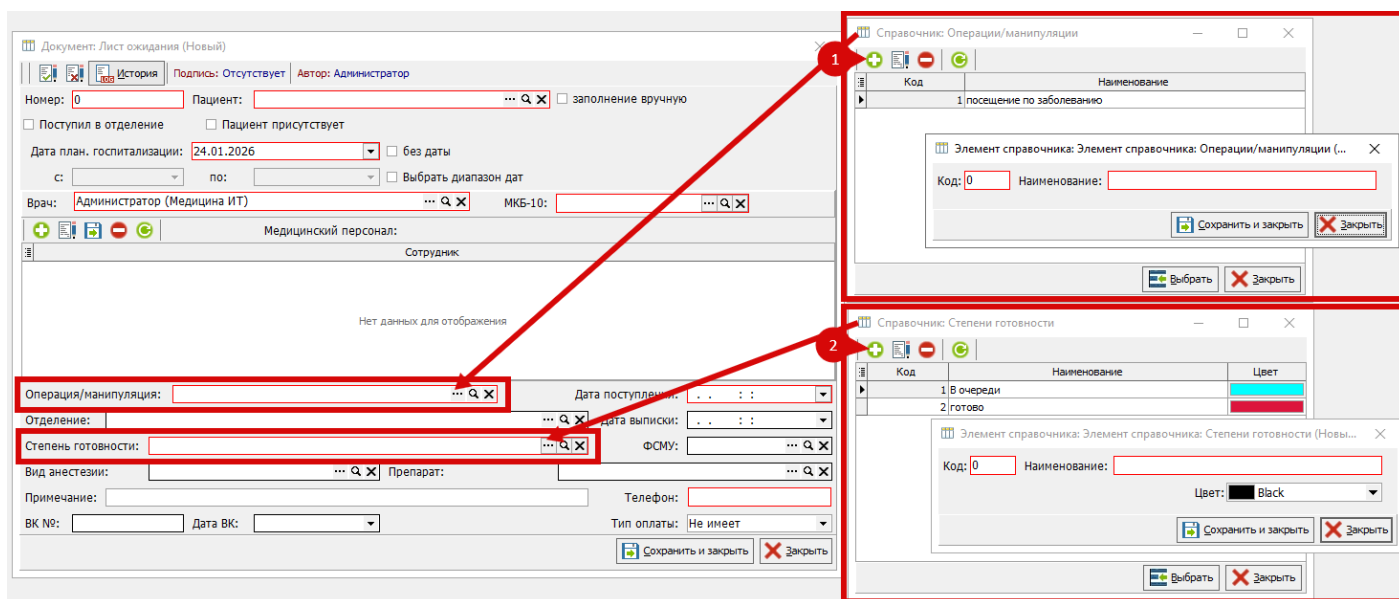 Документ: Лист ожидания (Новый)
История Подпись: Отсутствует Автор: Администратор
Номер: 0 Пациент: заполнение вручную
Поступил в отделение Пациент присутствует
Дата план. госпитализации: 24.01.2026 без даты
с: по: Выбрать диапазон дат
Врач: Администратор (Медицина ИТ) МКБ-10:
Медицинский персонал:
Сотрудник
Нет данных для отображения
Операция/манипуляция: Дата поступления: . . : :
Отделение: Дата выписки: . . : :
Степень готовности: ФСМУ:
Вид анестезии: Препарат:
Примечание: Телефон:
ВК №: Дата ВК: Тип оплаты: Не имеет
Сохранить и закрыть Закрыть
1
Справочник: Операции/манипуляции
Код Наименование
1 посещение по заболеванию
Элемент справочника: Элемент справочника: Операции/манипуляции (...
Код: 0 Наименование:
Сохранить и закрыть Закрыть
Выбрать Закрыть
2
Справочник: Степени готовности
Код Наименование Цвет
1 В очереди
2 готово
Элемент справочника: Элемент справочника: Степени готовности (Новы...
Код: 0 Наименование:
Цвет: Black
Сохранить и закрыть Закрыть
Выбрать Закрыть